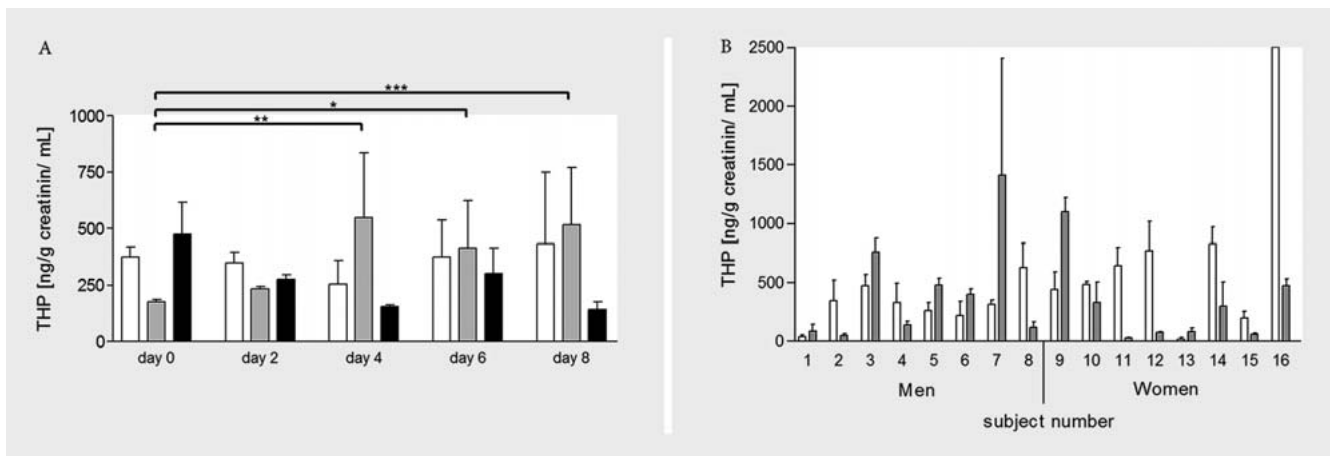 A
***
*
**
THP [ng/g creatinin/ mL]
1000
750
500
250
0
day 0 day 2 day 4 day 6 day 8
B
THP [ng/g creatinin/ mL]
2500
2000
1500
1000
500
0
1 2 3 4 5 6 7 8 9 10 11 12 13 14 15 16
Men Women
subject number